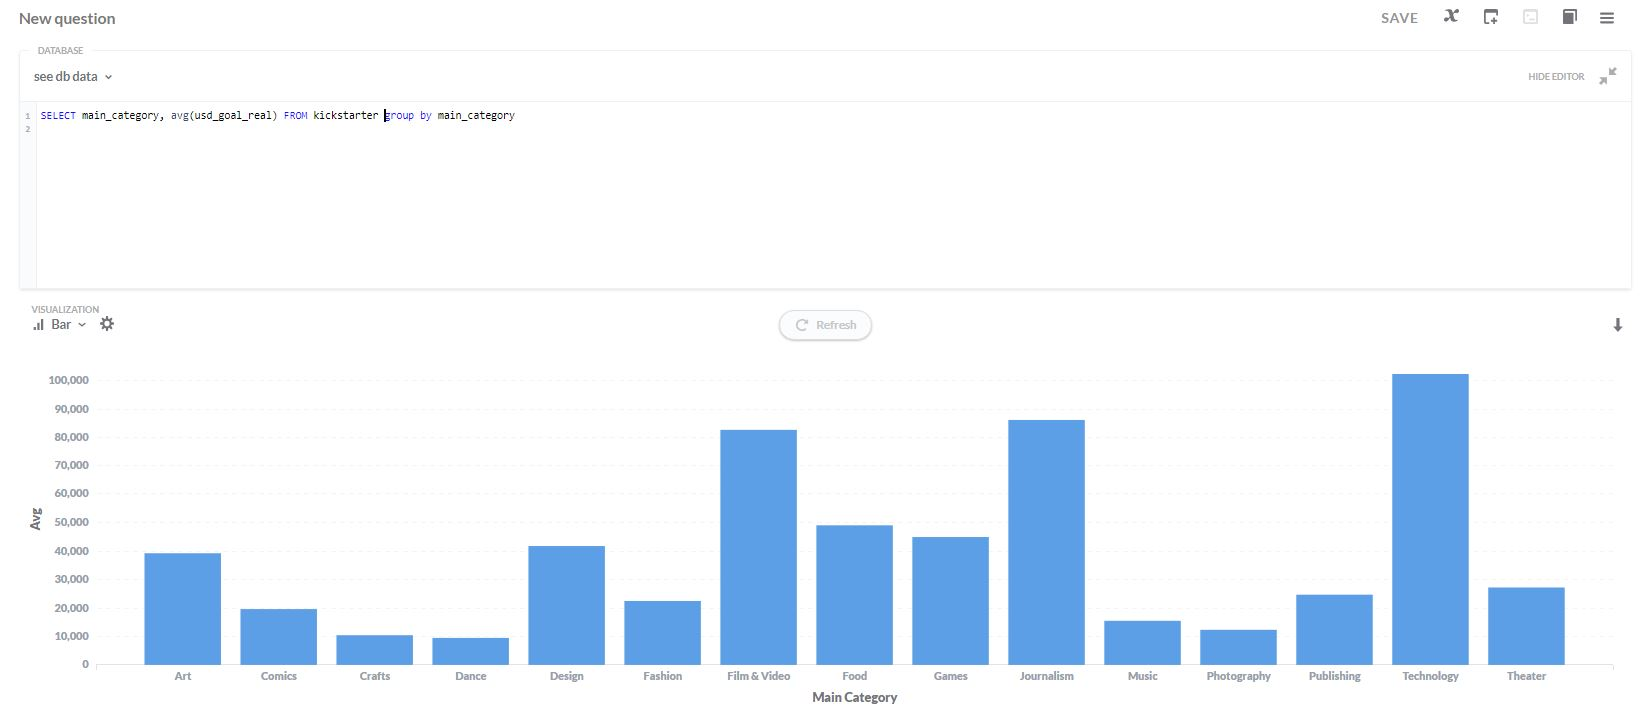 New question
SAVE
DATABASE
see db data
HIDE EDITOR
1 SELECT main_category, avg(usd_goal_real) FROM kickstarter group by main_category
2
VISUALIZATION
Bar
Refresh
100,000
90,000
80,000
70,000
60,000
50,000
40,000
30,000
20,000
10,000
0
Avg
Art Comics Crafts Dance Design Fashion Film & Video Food Games Journalism Music Photography Publishing Technology Theater
Main Category